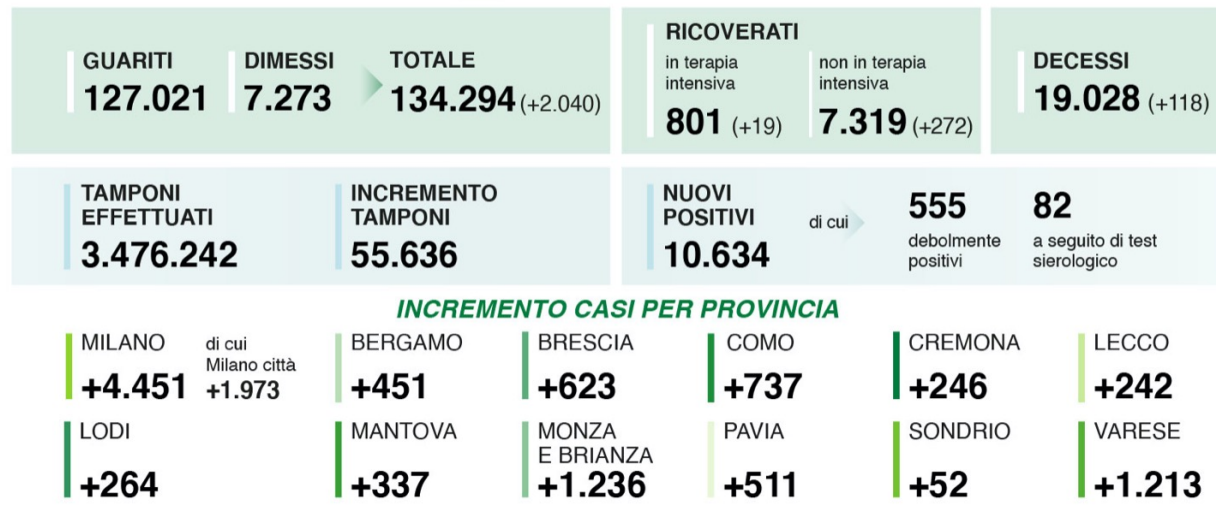 GUARITI
127.021
DIMESSI
7.273
TOTALE
134.294 (+2.040)
RICOVERATI
in terapia
intensiva
801 (+19)
non in terapia
intensiva
7.319 (+272)
DECESSI
19.028 (+118)
TAMPONI
EFFETTUATI
3.476.242
INCREMENTO
TAMPONI
55.636
NUOVI
POSITIVI
10.634
di cui
555
debolmente
positivi
82
a seguito di test
sierologico
INCREMENTO CASI PER PROVINCIA
MILANO
+4.451
di cui
Milano città
+1.973
BERGAMO
+451
BRESCIA
+623
COMO
+737
CREMONA
+246
LECCO
+242
LODI
+264
MANTOVA
+337
MONZA
E BRIANZA
+1.236
PAVIA
+511
SONDRIO
+52
VARESE
+1.213